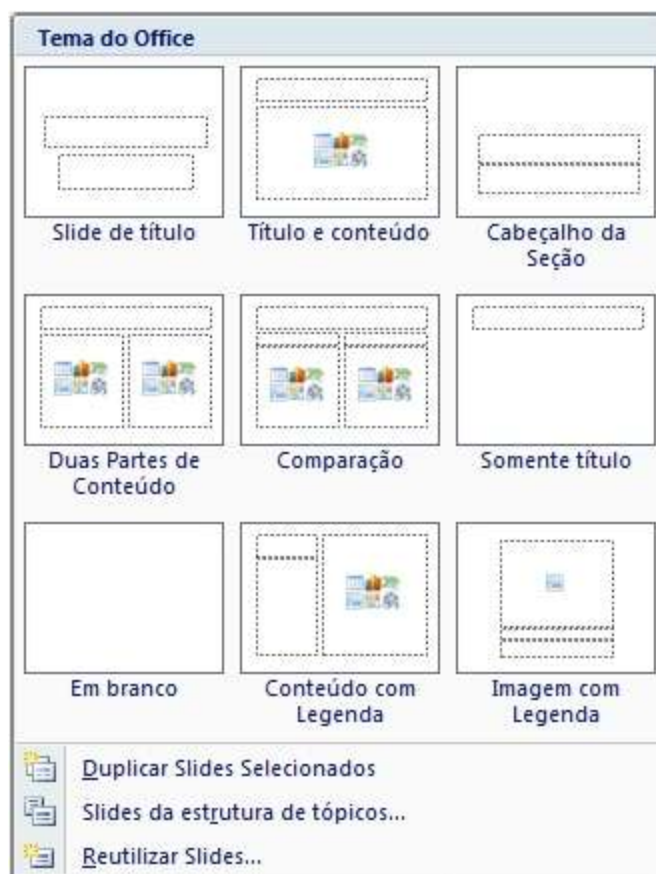 Tema do Office
Slide de título
Título e conteúdo
Cabeçalho da
Seção
Duas Partes de
Conteúdo
Comparação
Somente título
Em branco
Conteúdo com
Legenda
Imagem com
Legenda
Duplicar Slides Selecionados
Slides da estrutura de tópicos...
Reutilizar Slides...